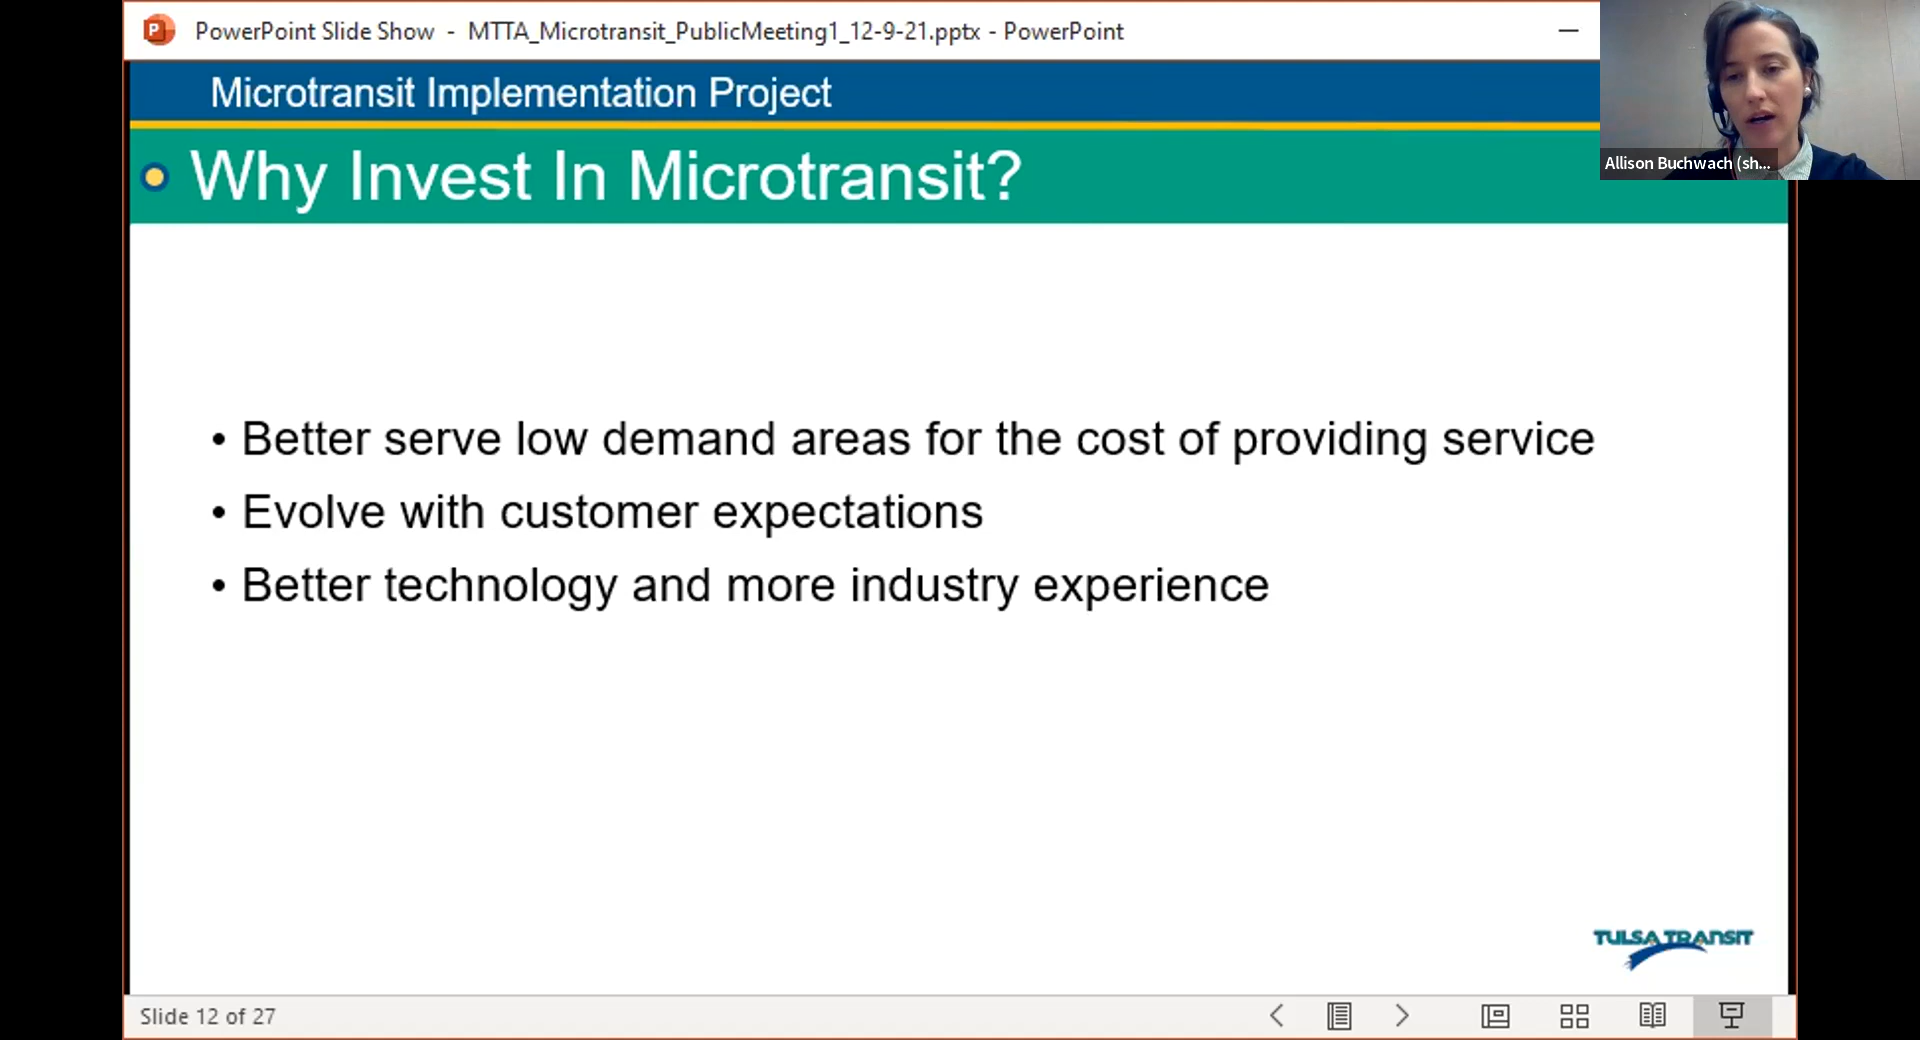 PowerPoint Slide Show - MTTA_Microtransit_PublicMeeting1_12-9-21.pptx - PowerPoint
Microtransit Implementation Project
Allison Buchwach (sh...
Why Invest In Microtransit?
• Better serve low demand areas for the cost of providing service
• Evolve with customer expectations
• Better technology and more industry experience
TULSA TRANSIT
Slide 12 of 27